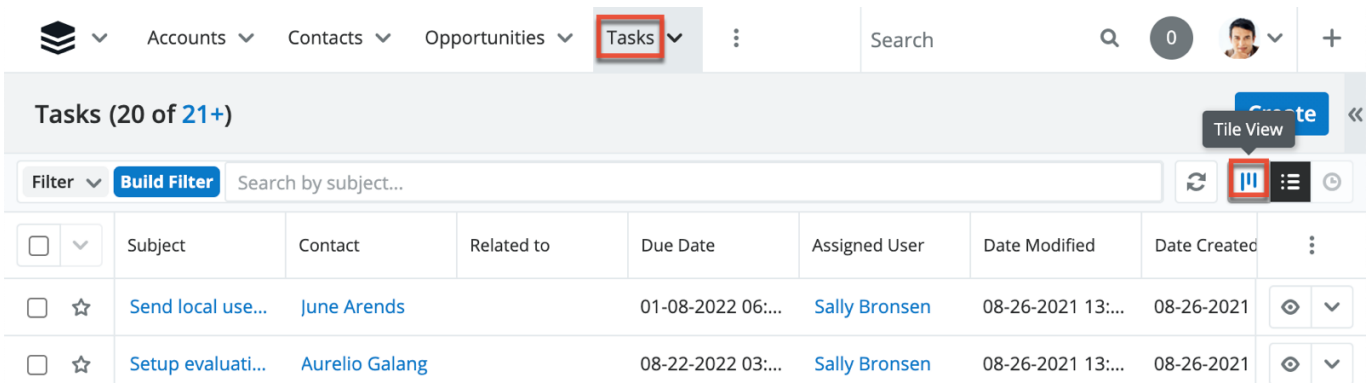 Accounts Contacts Opportunities Tasks Search 0
Tasks (20 of 21+)
Tile View
Filter Build Filter Search by subject...
Subject Contact Related to Due Date Assigned User Date Modified Date Created
Send local use... June Arends 01-08-2022 06:... Sally Bronsen 08-26-2021 13:... 08-26-2021
Setup evaluati... Aurelio Galang 08-22-2022 03:... Sally Bronsen 08-26-2021 13:... 08-26-2021